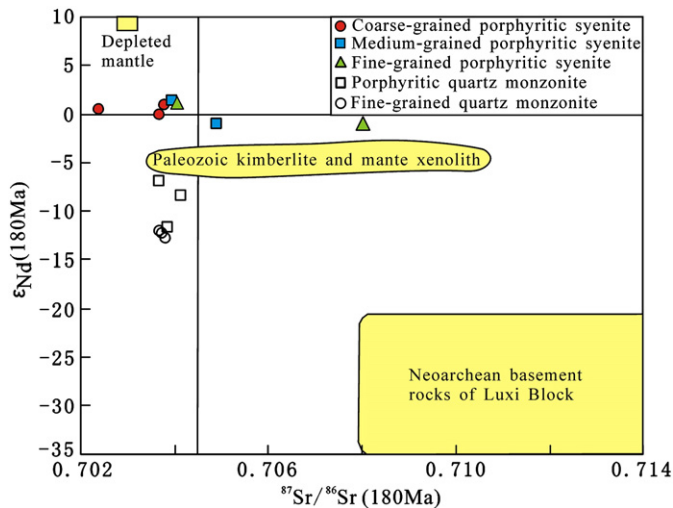 10
5
0
−5
−10
−15
−20
−25
−30
−35
εNd(180Ma)
Depleted
mantle
Coarse-grained porphyritic syenite
Medium-grained porphyritic syenite
Fine-grained porphyritic syenite
Porphyritic quartz monzonite
Fine-grained quartz monzonite
Paleozoic kimberlite and mante xenolith
Neoarchean basement
rocks of Luxi Block
0.702 0.706 0.710 0.714
⁸⁷Sr/⁸⁶Sr(180Ma)